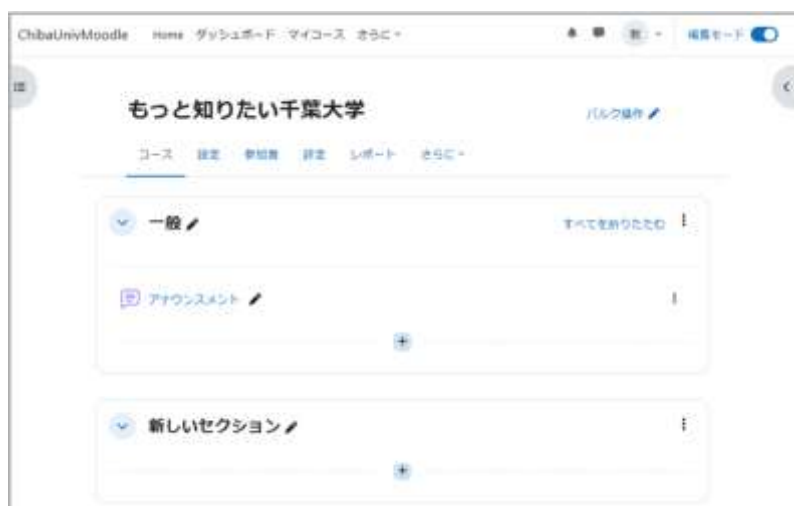 ChibaUnivMoodle Home ダッシュボード マイコース さらに 編集モード
もっと知りたい千葉大学
バルク操作
コース 設定 参加者 評定 レポート さらに
一般
すべてを折りたたむ
アナウンスメント
新しいセクション